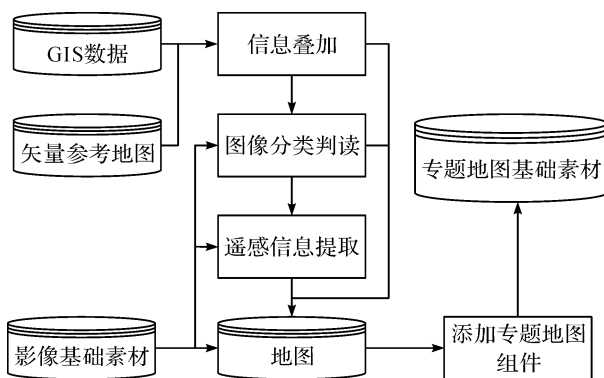 GIS数据
信息叠加
矢量参考地图
图像分类判读
专题地图基础素材
遥感信息提取
影像基础素材
地图
添加专题地图
组件